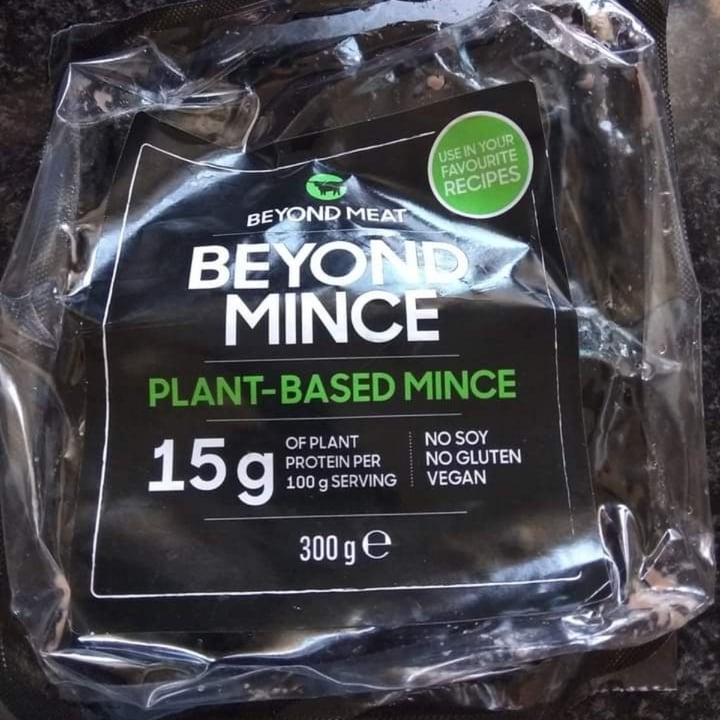 USE IN YOUR
FAVOURITE
RECIPES
BEYOND MEAT
BEYOND
MINCE
PLANT-BASED MINCE
15g
OF PLANT
PROTEIN PER
100 g SERVING
NO SOY
NO GLUTEN
VEGAN
300 g e